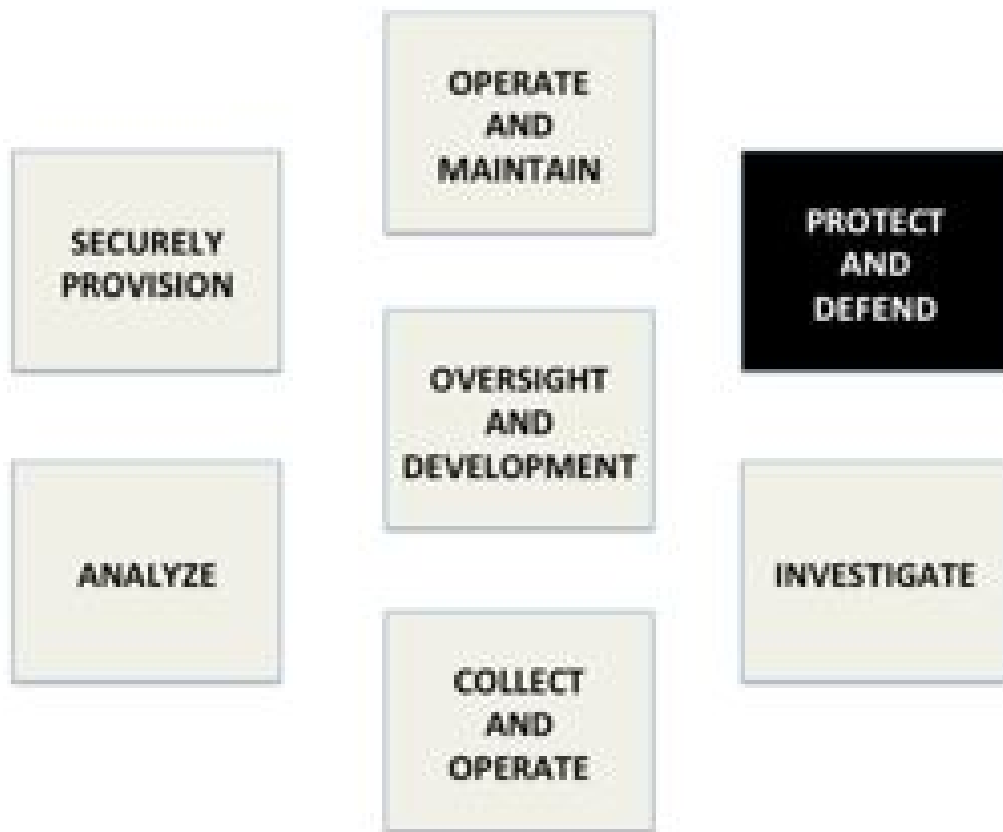 OPERATE
AND
MAINTAIN
SECURELY
PROVISION
PROTECT
AND
DEFEND
OVERSIGHT
AND
DEVELOPMENT
ANALYZE
INVESTIGATE
COLLECT
AND
OPERATE